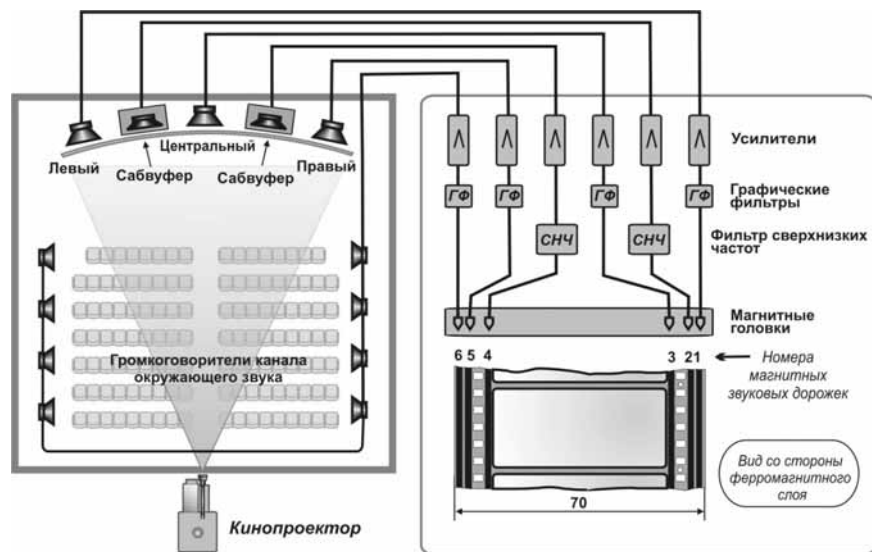 Левый
Сабвуфер
Центральный
Сабвуфер
Правый
Громкоговорители канала
окружающего звука
Кинопроектор
Усилители
ГФ ГФ ГФ ГФ
Графические
фильтры
СНЧ СНЧ
Фильтр сверхнизких
частот
Магнитные
головки
6 5 4 3 21
Номера
магнитных
звуковых дорожек
Вид со стороны
ферромагнитного
слоя
70